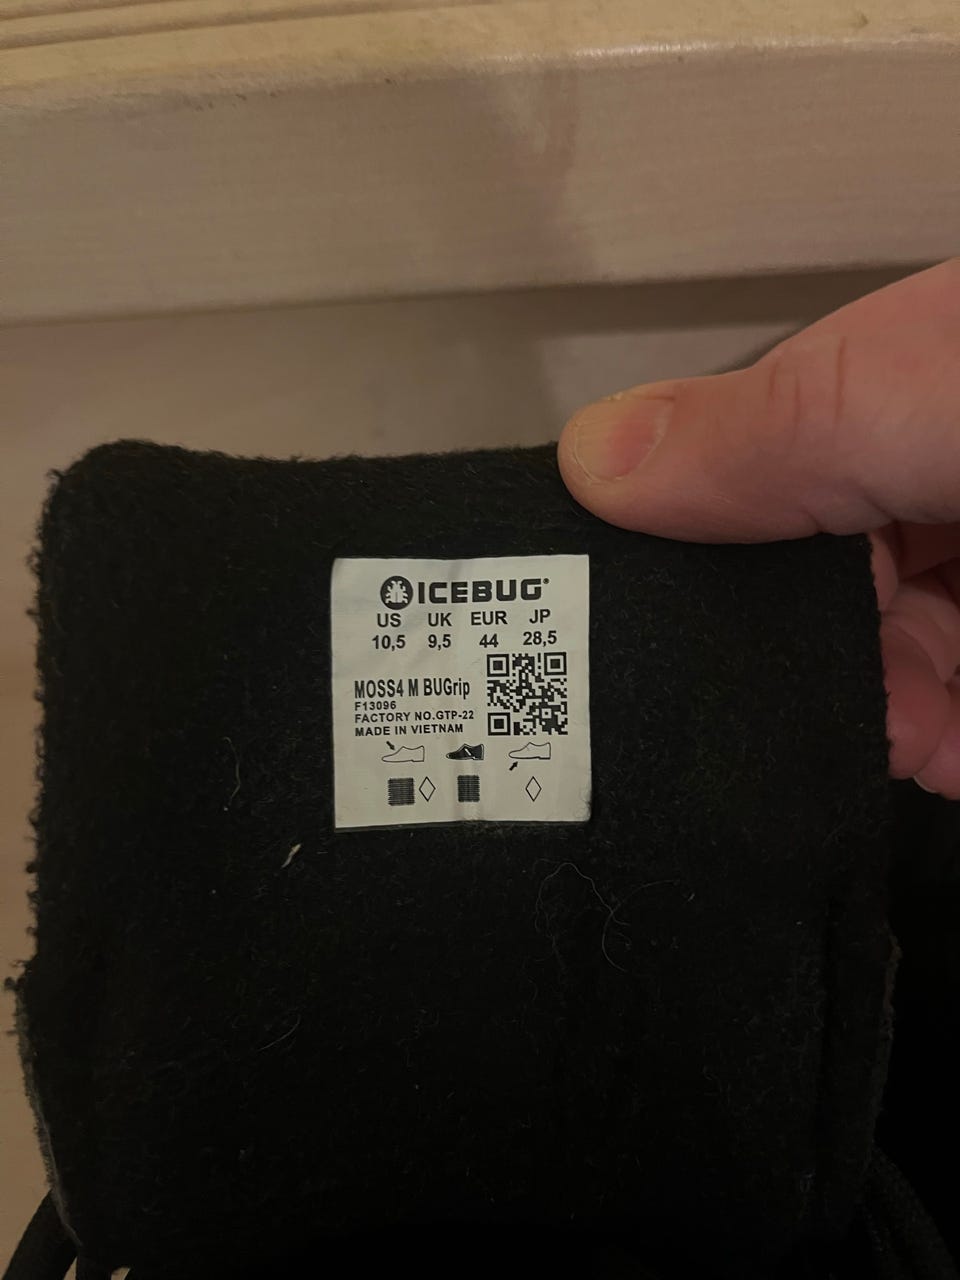 ICEBUG®
US UK EUR JP
10,5 9,5 44 28,5
MOSS4 M BUGrip
F13096
FACTORY NO.GTP-22
MADE IN VIETNAM